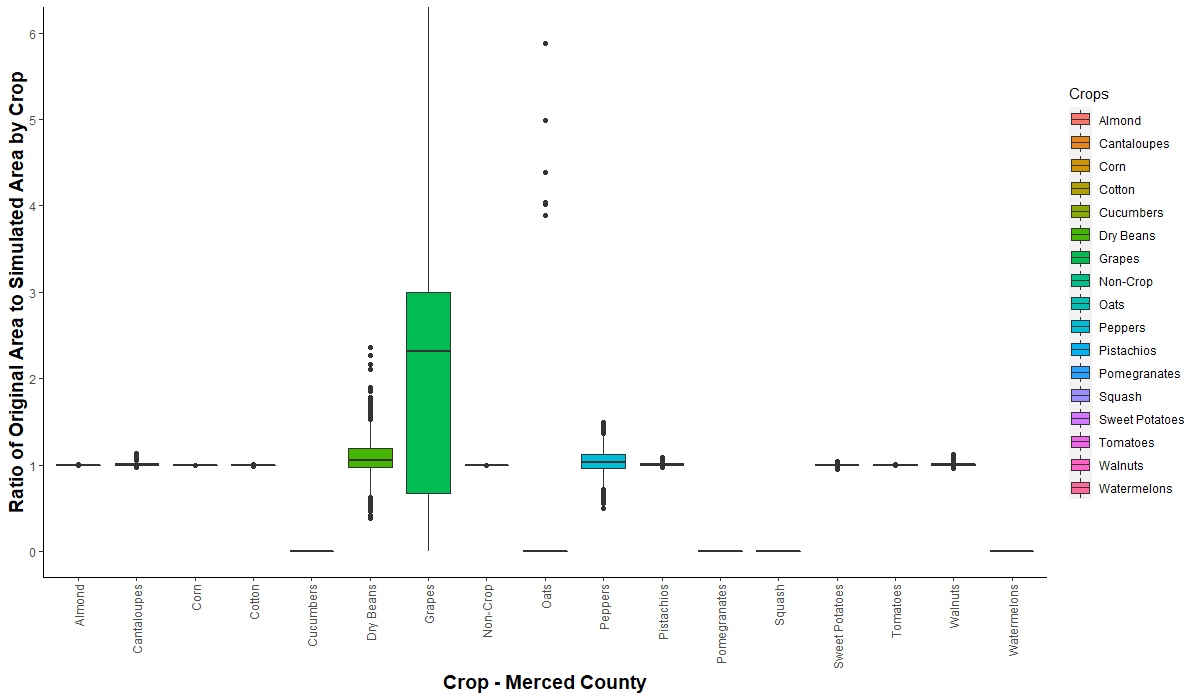 Ratio of Original Area to Simulated Area by Crop
6
5
4
3
2
1
0
Almond
Cantaloupes
Corn
Cotton
Cucumbers
Dry Beans
Grapes
Non-Crop
Oats
Peppers
Pistachios
Pomegranates
Squash
Sweet Potatoes
Tomatoes
Walnuts
Watermelons
Crop - Merced County
Crops
Almond
Cantaloupes
Corn
Cotton
Cucumbers
Dry Beans
Grapes
Non-Crop
Oats
Peppers
Pistachios
Pomegranates
Squash
Sweet Potatoes
Tomatoes
Walnuts
Watermelons